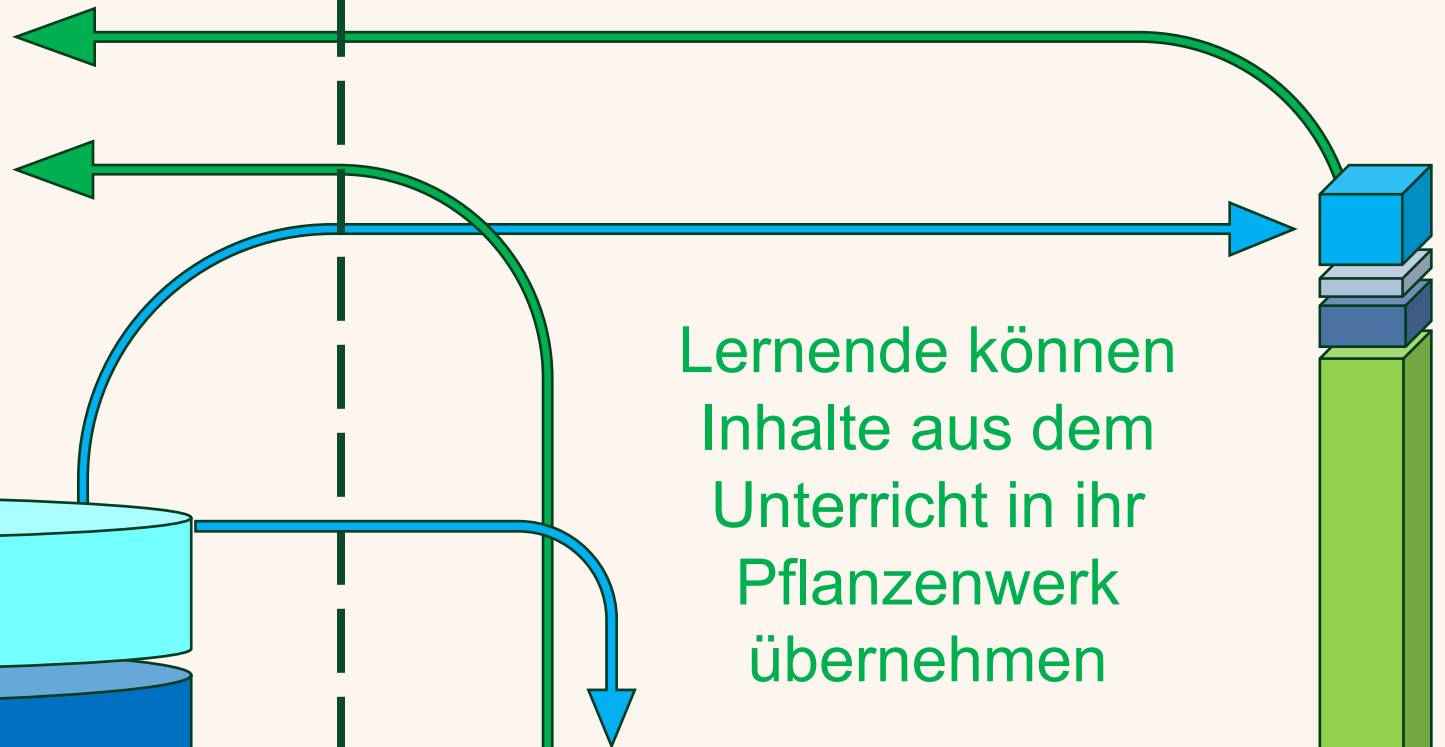 Lernende können
Inhalte aus dem
Unterricht in ihr
Pflanzenwerk
übernehmen